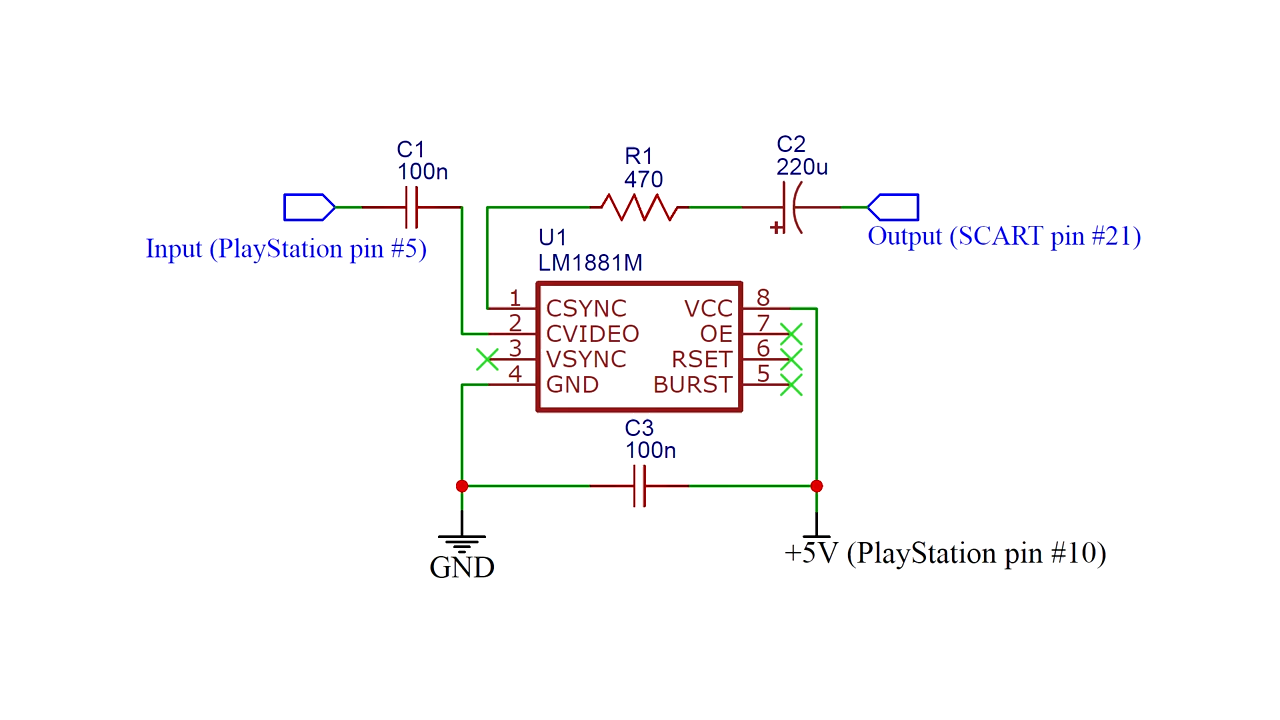 C1
100n
R1
470
C2
220u
Input (PlayStation pin #5)
Output (SCART pin #21)
U1
LM1881M
1 CSYNC VCC 8
2 CVIDEO OE 7
3 VSYNC RSET 6
4 GND BURST 5
C3
100n
GND
+5V (PlayStation pin #10)